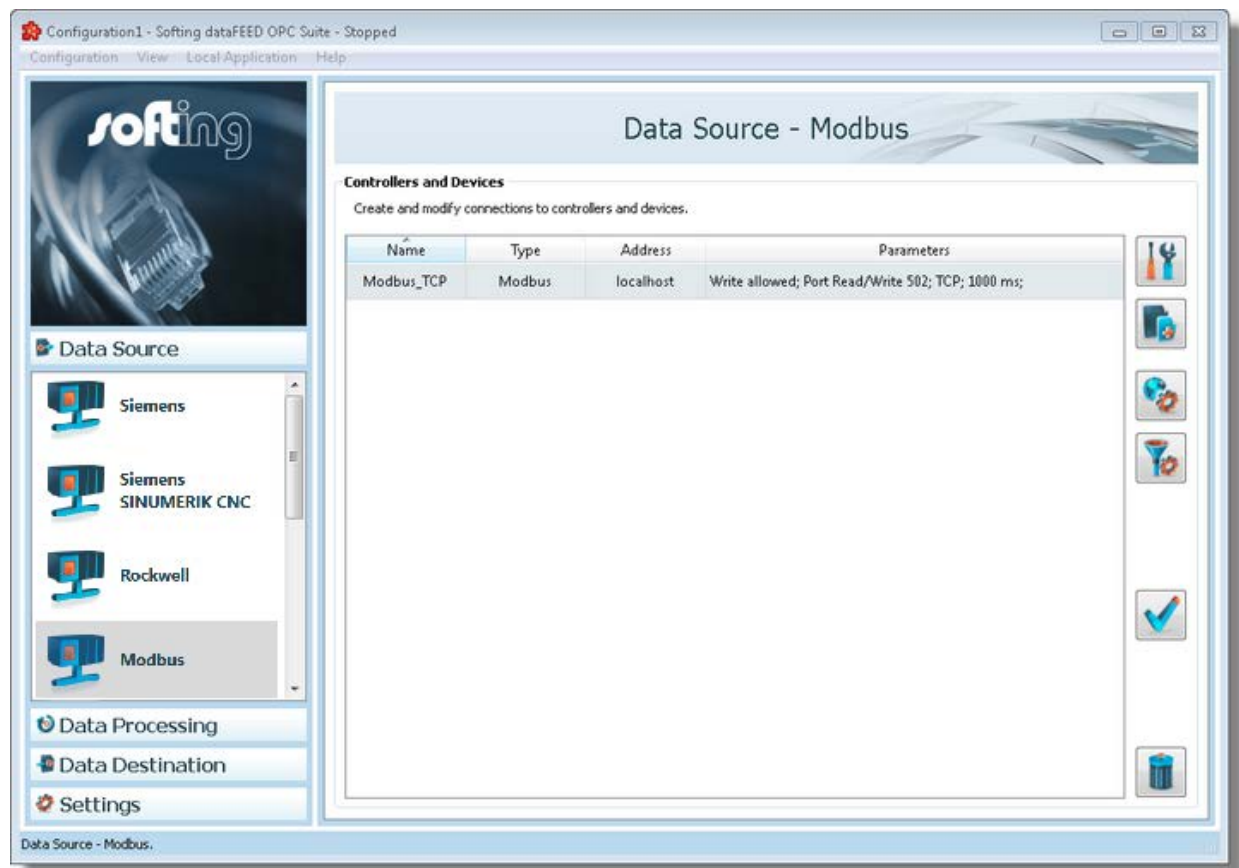 Configuration1 - Softing dataFEED OPC Suite - Stopped
Configuration View Local Application Help
softing
Data Source - Modbus
Controllers and Devices
Create and modify connections to controllers and devices.
Name Type Address Parameters
Modbus_TCP Modbus localhost Write allowed; Port Read/Write 502; TCP; 1000 ms;
Data Source
Siemens
Siemens
SINUMERIK CNC
Rockwell
Modbus
Data Processing
Data Destination
Settings
Data Source - Modbus.